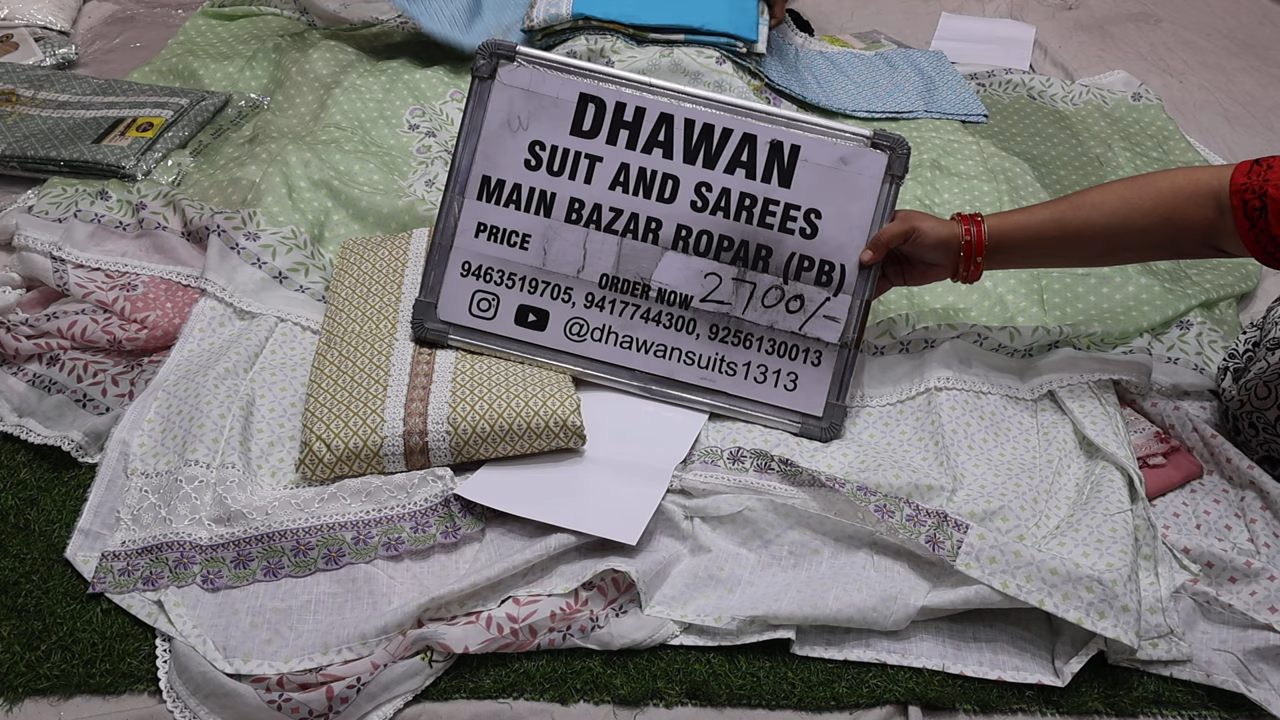 DHAWAN
SUIT AND SAREES
MAIN BAZAR ROPAR (PB)
PRICE 2700/-
ORDER NOW
9463519705, 9417744300, 9256130013
@dhawansuits1313